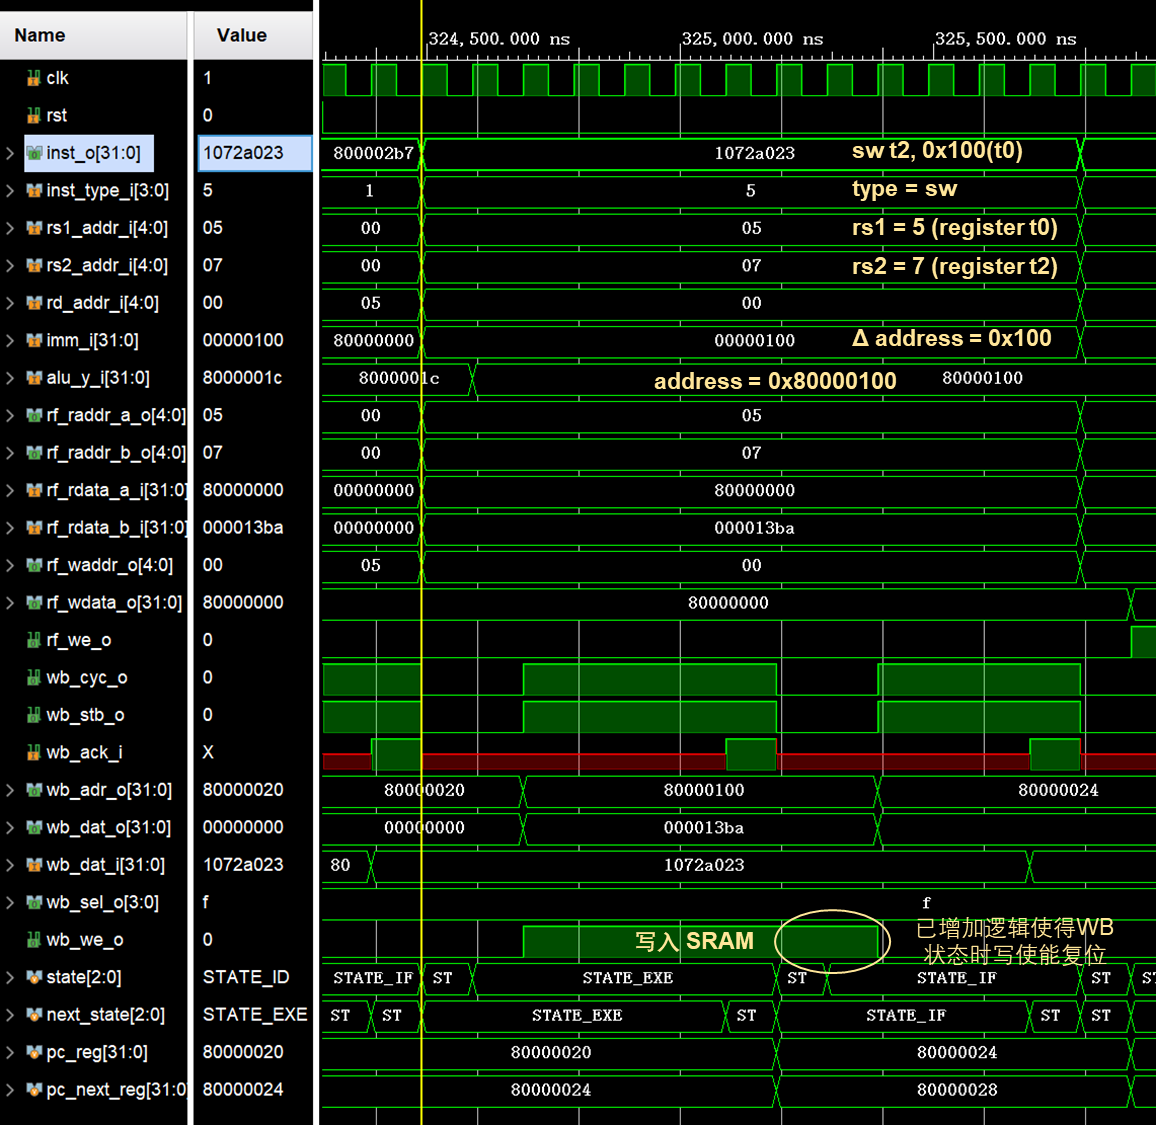 Name Value
324,500.000 ns 325,000.000 ns 325,500.000 ns
clk 1
rst 0
inst_o[31:0] 1072a023 800002b7 1072a023 sw t2, 0x100(t0)
inst_type_i[3:0] 5 1 5 type = sw
rs1_addr_i[4:0] 05 00 05 rs1 = 5 (register t0)
rs2_addr_i[4:0] 07 00 07 rs2 = 7 (register t2)
rd_addr_i[4:0] 00 05 00
imm_i[31:0] 00000100 80000000 00000100 Δ address = 0x100
alu_y_i[31:0] 8000001c 8000001c address = 0x80000100 80000100
rf_raddr_a_o[4:0] 05 00 05
rf_raddr_b_o[4:0] 07 00 07
rf_rdata_a_i[31:0] 80000000 00000000 80000000
rf_rdata_b_i[31:0] 000013ba 00000000 000013ba
rf_waddr_o[4:0] 00 05 00
rf_wdata_o[31:0] 80000000 80000000
rf_we_o 0
wb_cyc_o 0
wb_stb_o 0
wb_ack_i X
wb_adr_o[31:0] 80000020 80000020 80000100 80000024
wb_dat_o[31:0] 00000000 00000000 000013ba
wb_dat_i[31:0] 1072a023 80 1072a023
wb_sel_o[3:0] f f
wb_we_o 0 写入 SRAM 已增加逻辑使得WB
状态时写使能复位
state[2:0] STATE_ID STATE_IF ST STATE_EXE ST STATE_IF ST ST
next_state[2:0] STATE_EXE ST ST STATE_EXE ST STATE_IF ST ST
pc_reg[31:0] 80000020 80000020 80000024
pc_next_reg[31:0 80000024 80000024 80000028